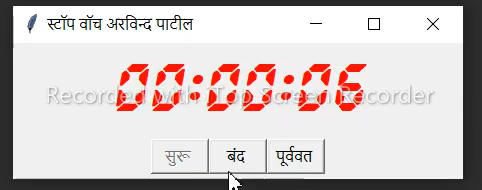 स्टॉप वॉच अरविन्द पाटील
00:00:06
Recorded with iTop Screen Recorder
सुरू बंद पूर्ववत